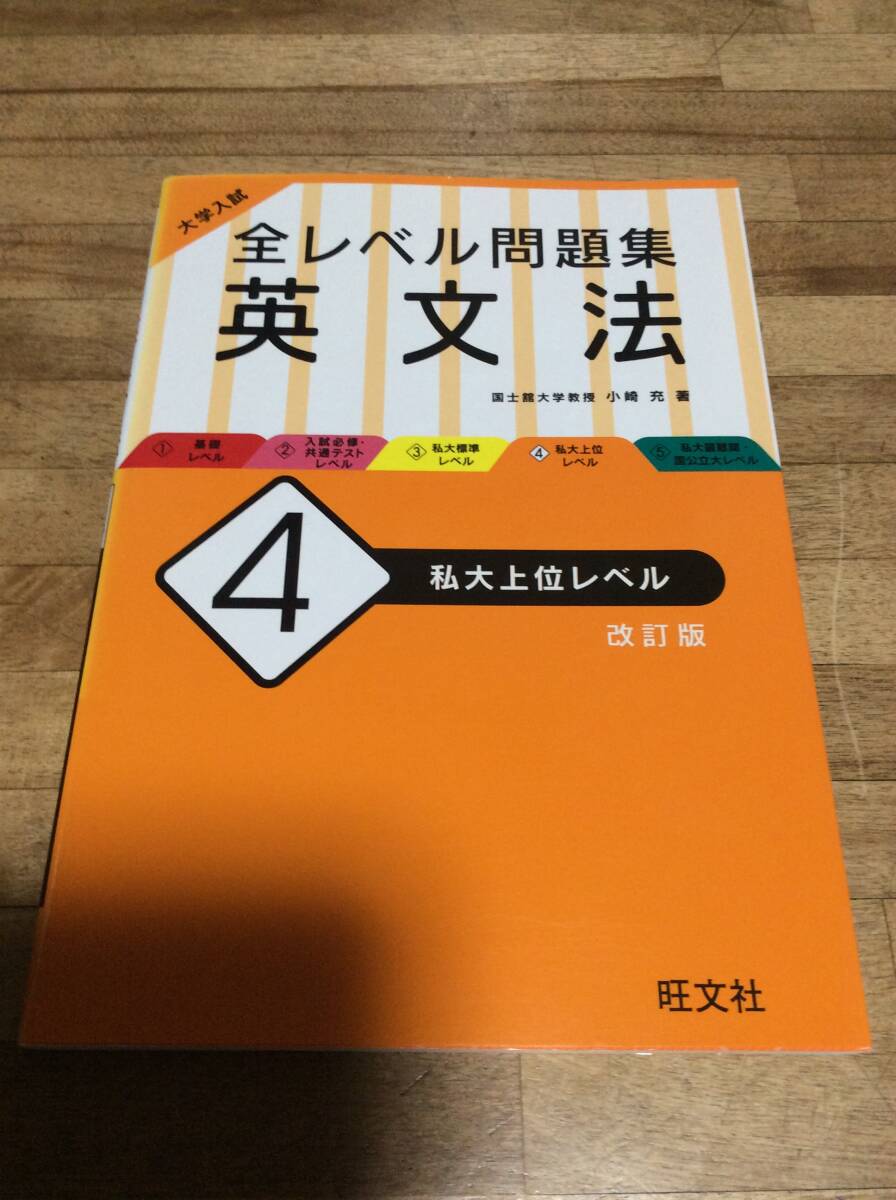 大学入試
全レベル問題集
英文法
国士舘大学教授 小崎 充 著
① 基礎
レベル
② 入試必修・
共通テスト
レベル
③ 私大標準
レベル
④ 私大上位
レベル
⑤ 私大最難関・
国公立大レベル
4 私大上位レベル
改訂版
旺文社